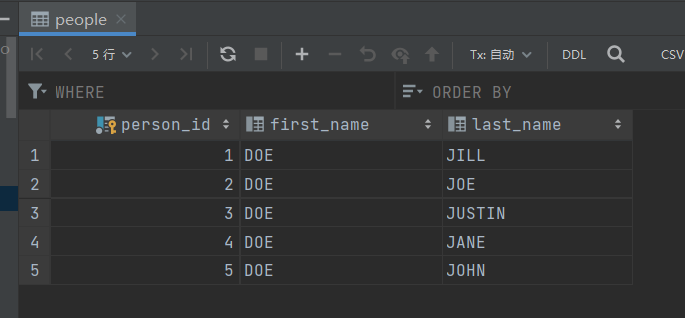 people
5 行 Tx: 自动 DDL CSV
WHERE ORDER BY
person_id first_name last_name
1 1 DOE JILL
2 2 DOE JOE
3 3 DOE JUSTIN
4 4 DOE JANE
5 5 DOE JOHN